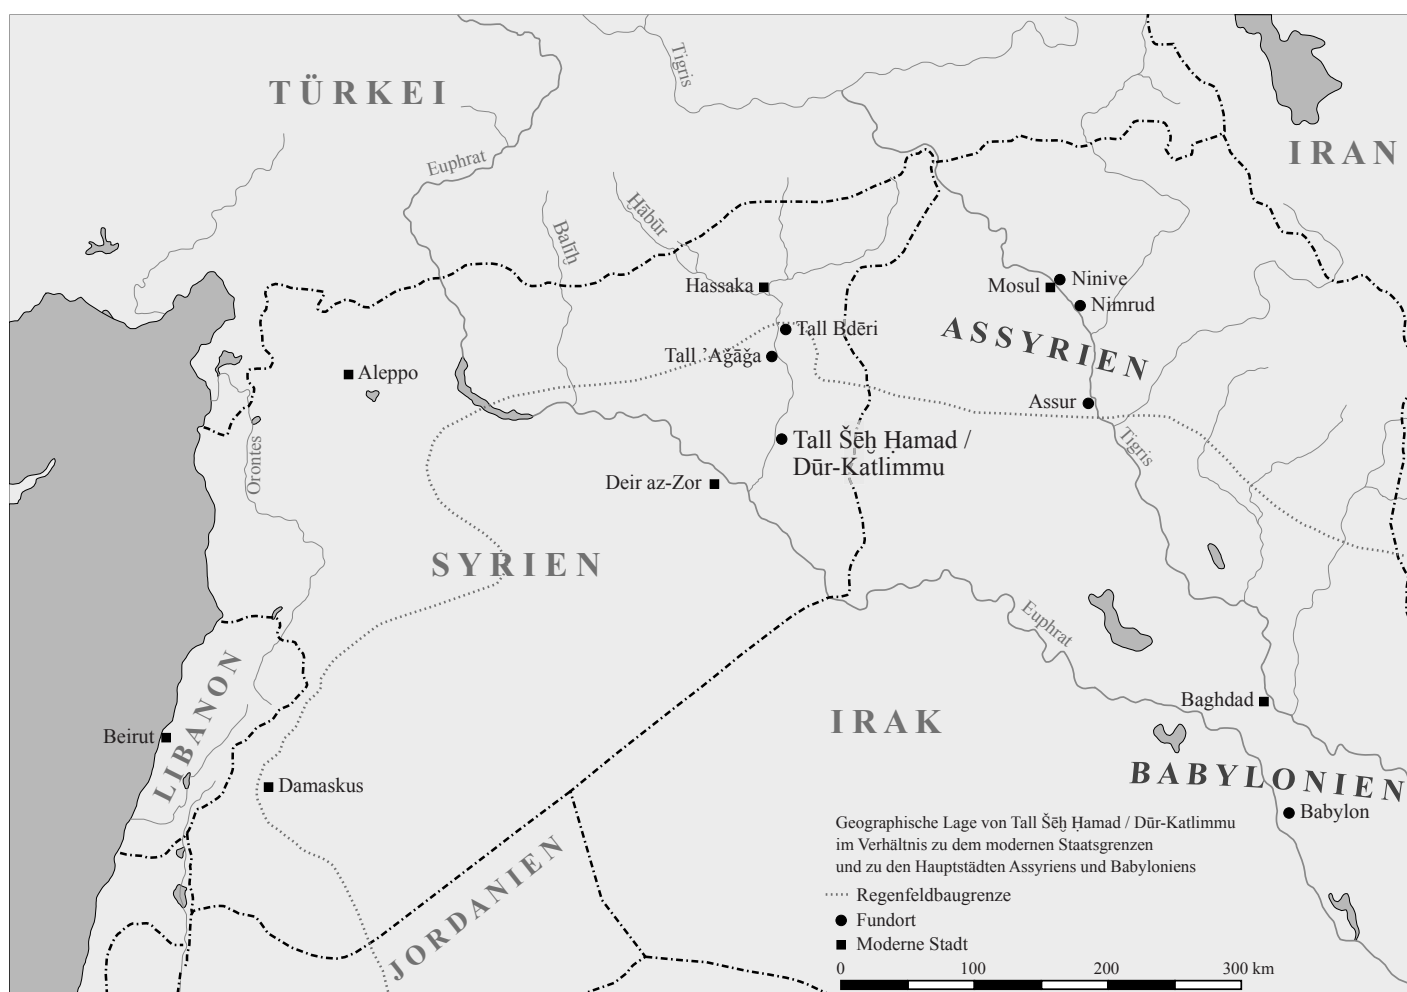 TÜRKEI
Tigris
IRAN
Euphrat
Ḫābūr
Balīḫ
Hassaka
Mosul
Ninive
Nimrud
Tall Bdēri
ASSYRIEN
Tall ’Aǧāǧa
Aleppo
Assur
Tall Šēḫ Ḥamad /
Dūr-Katlimmu
Tigris
Orontes
Deir az-Zor
SYRIEN
Euphrat
LIBANON
Baghdad
IRAK
Beirut
BABYLONIEN
Damaskus
Babylon
JORDANIEN
Geographische Lage von Tall Šēḫ Ḥamad / Dūr-Katlimmu
im Verhältnis zu dem modernen Staatsgrenzen
und zu den Hauptstädten Assyriens und Babyloniens
Regenfeldbaugrenze
Fundort
Moderne Stadt
0 100 200 300 km